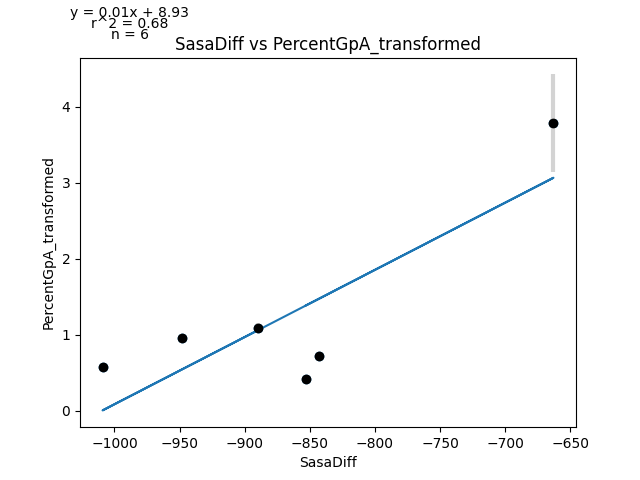 y = 0.01x + 8.93
r^2 = 0.68
n = 6
SasaDiff vs PercentGpA_transformed
4
3
2
1
0
PercentGpA_transformed
−1000 −950 −900 −850 −800 −750 −700 −650
SasaDiff